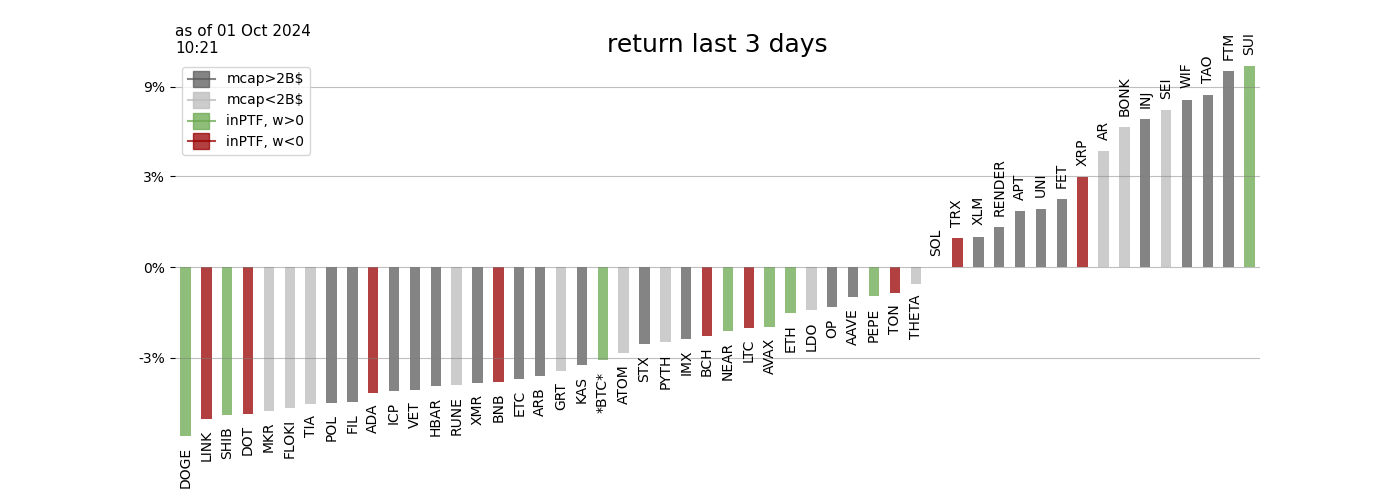 as of 01 Oct 2024
10:21
return last 3 days
mcap>2B$
mcap<2B$
inPTF, w>0
inPTF, w<0
9%
3%
0%
-3%
DOGE
LINK
SHIB
DOT
MKR
FLOKI
TIA
POL
FIL
ADA
ICP
VET
HBAR
RUNE
XMR
BNB
ETC
ARB
GRT
KAS
*BTC*
ATOM
STX
PYTH
IMX
BCH
NEAR
LTC
AVAX
ETH
LDO
OP
AAVE
PEPE
TON
THETA
SOL
TRX
XLM
RENDER
APT
UNI
FET
XRP
AR
BONK
INJ
SEI
WIF
TAO
FTM
SUI